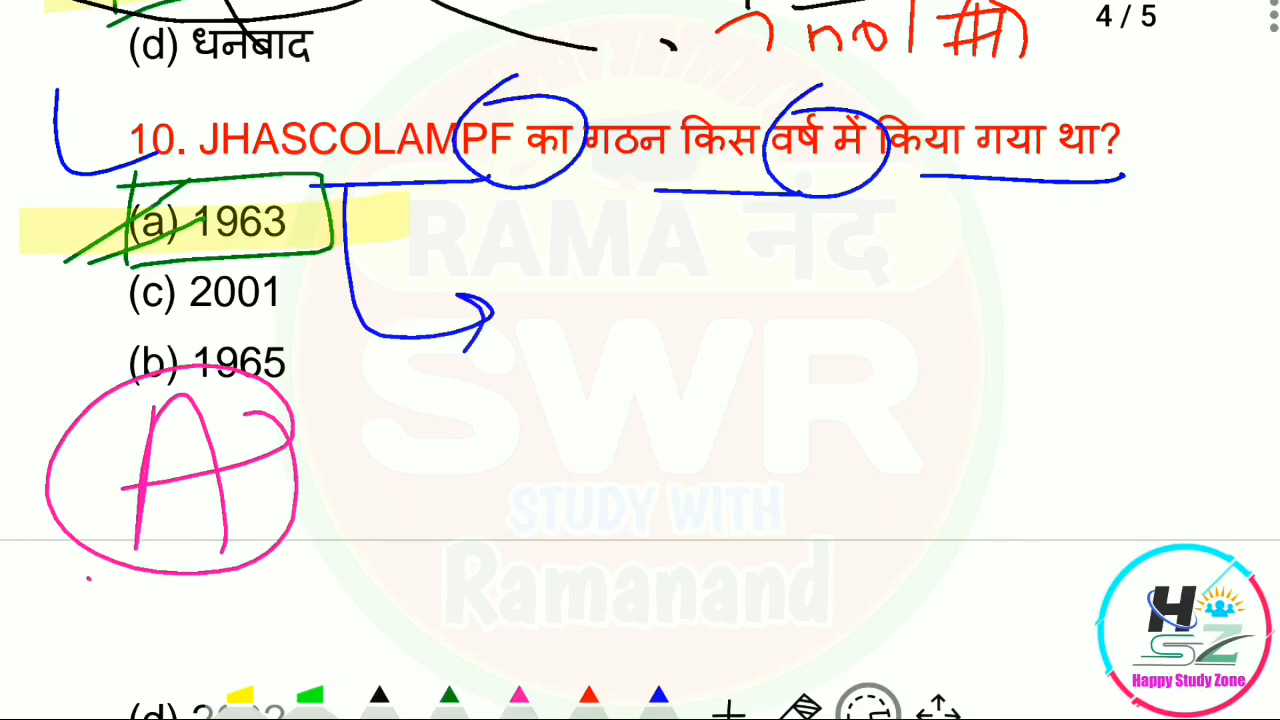 4 / 5
(d) धनबाद
10. JHASCOLAMPF का गठन किस वर्ष में किया गया था?
(a) 1963
(c) 2001
(b) 1965
A
RAMA नंद
SWR
STUDY WITH
Ramanand
H
SZ
Happy Study Zone